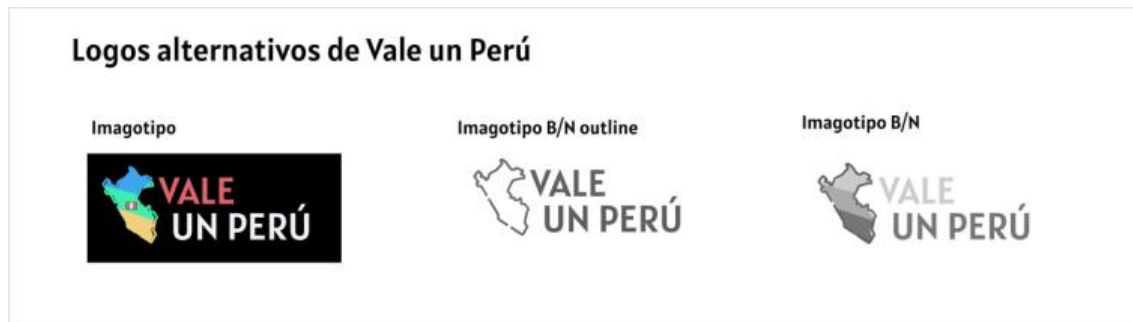 Logos alternativos de Vale un Perú
Imagotipo
VALE
UN PERÚ
Imagotipo B/N outline
VALE
UN PERÚ
Imagotipo B/N
VALE
UN PERÚ